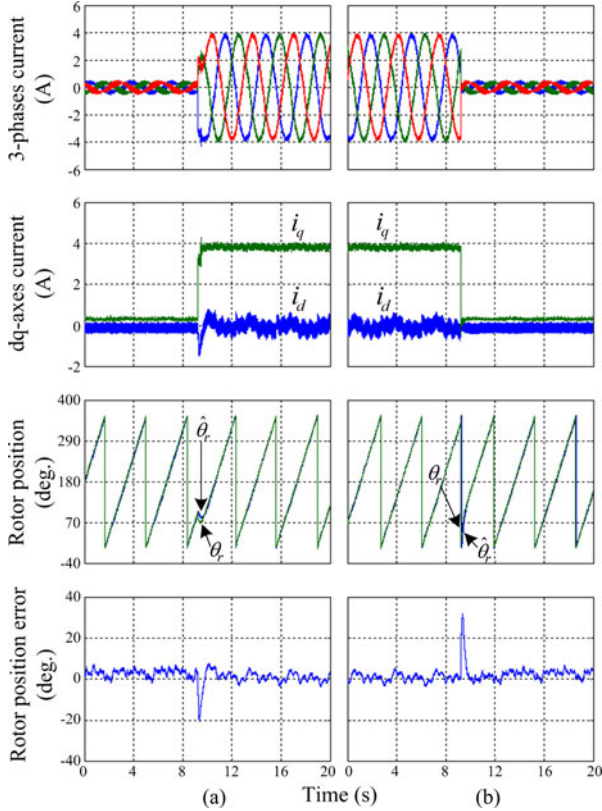 3-phases current
(A)
6
4
2
0
-2
-4
-6
dq-axes current
(A)
6
4
2
0
-2
i_q
i_d
i_q
i_d
Rotor position
(deg.)
400
290
180
70
-40
θ̂_r
θ_r
θ_r
θ̂_r
Rotor position error
(deg.)
40
20
0
-20
-40
0 4 8 12 16 20
0 4 8 12 16 20
(a) Time (s) (b)